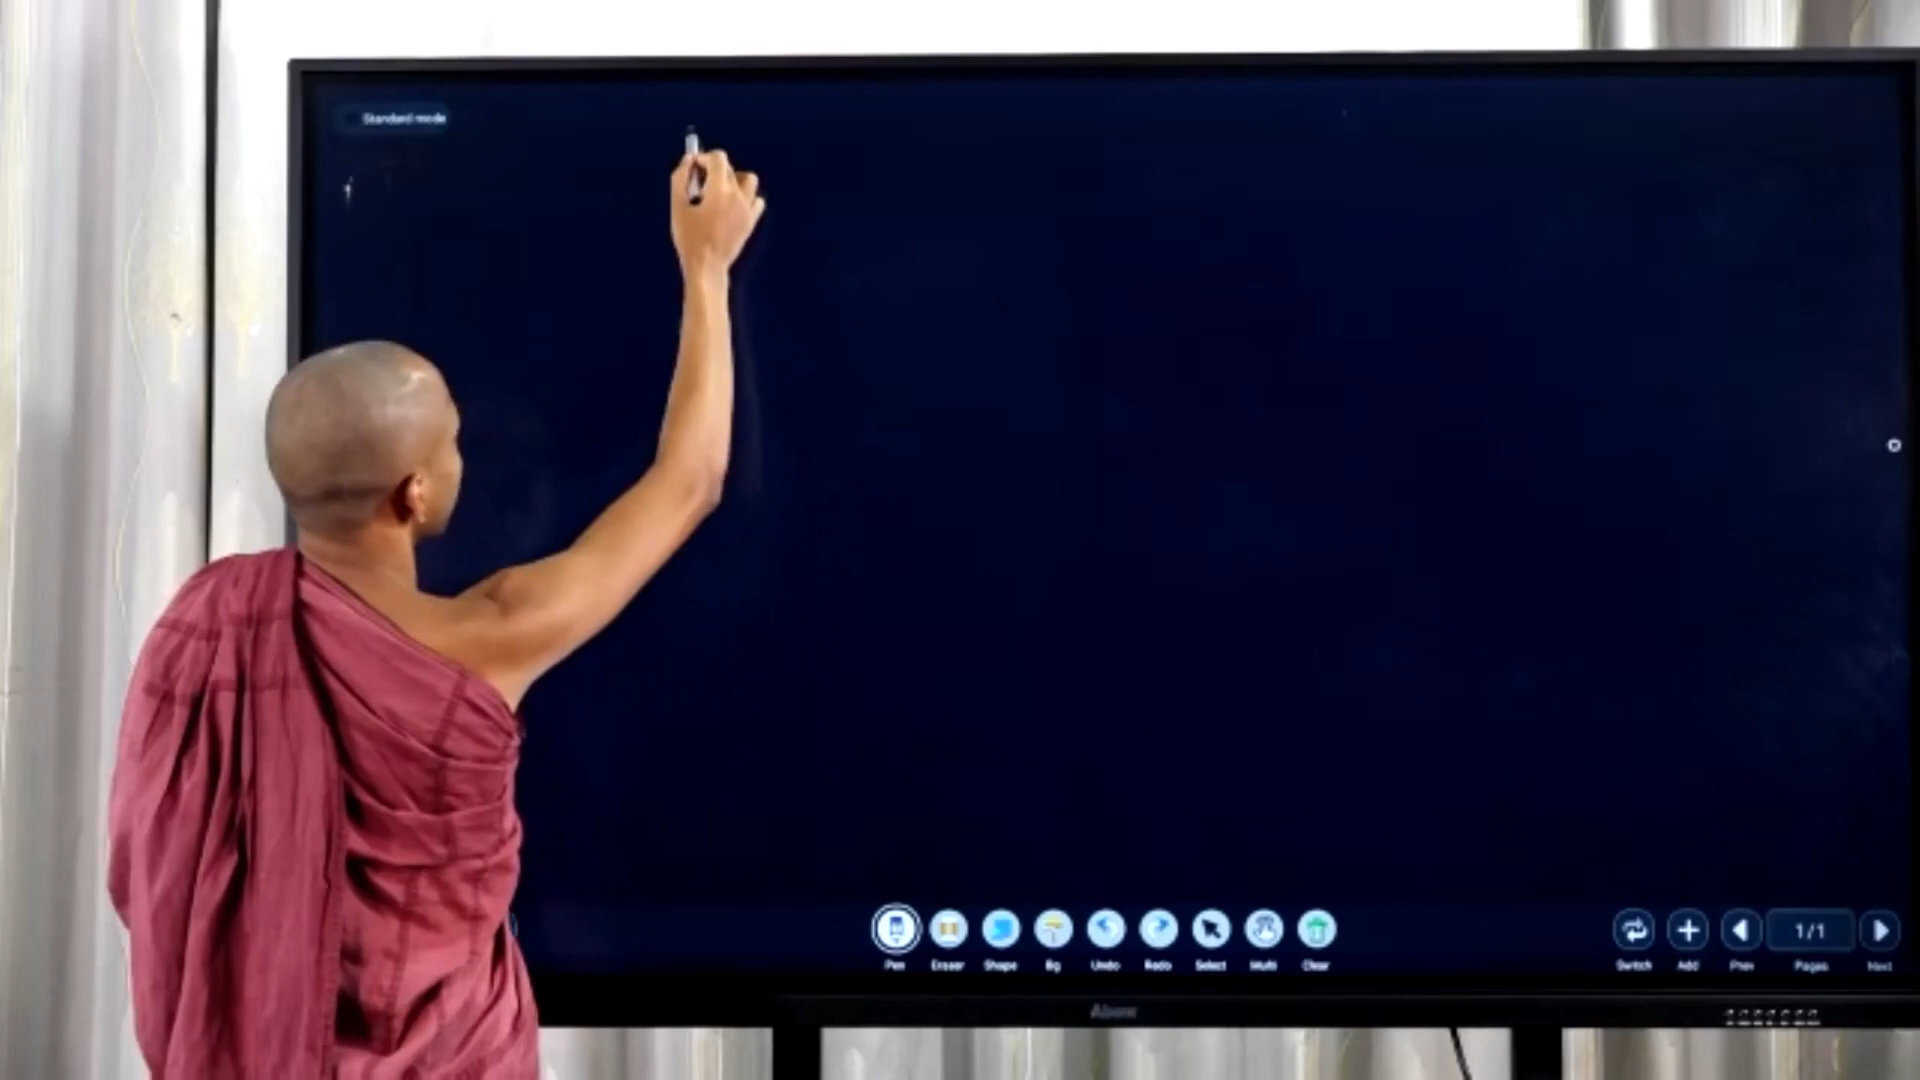 Standard mode
Pen Eraser Shape Bg Undo Redo Select Multi Clear
Switch Add Prev 1/1 Pages Next